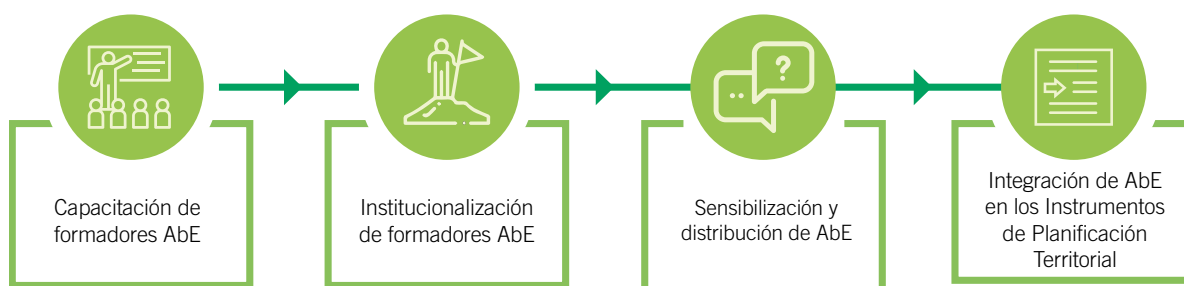 ?
Capacitación de
formadores AbE
Institucionalización
de formadores AbE
Sensibilización y
distribución de AbE
Integración de AbE
en los Instrumentos
de Planificación
Territorial